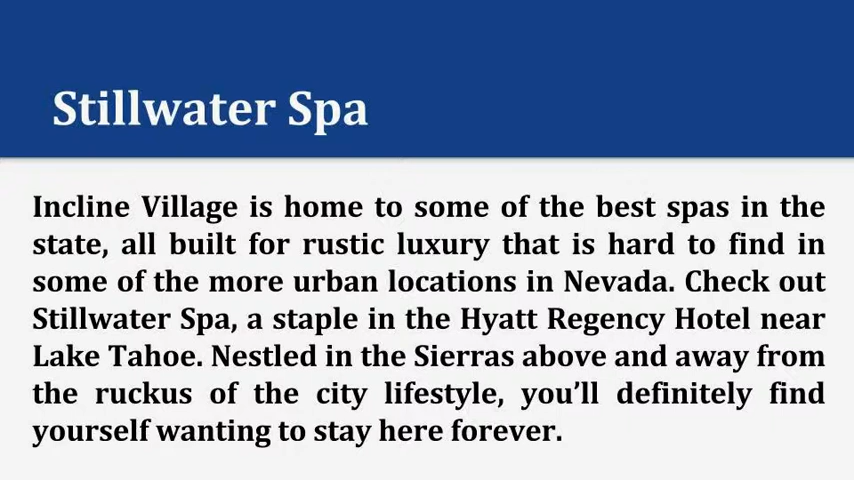 Stillwater Spa
Incline Village is home to some of the best spas in the
state, all built for rustic luxury that is hard to find in
some of the more urban locations in Nevada. Check out
Stillwater Spa, a staple in the Hyatt Regency Hotel near
Lake Tahoe. Nestled in the Sierras above and away from
the ruckus of the city lifestyle, you’ll definitely find
yourself wanting to stay here forever.